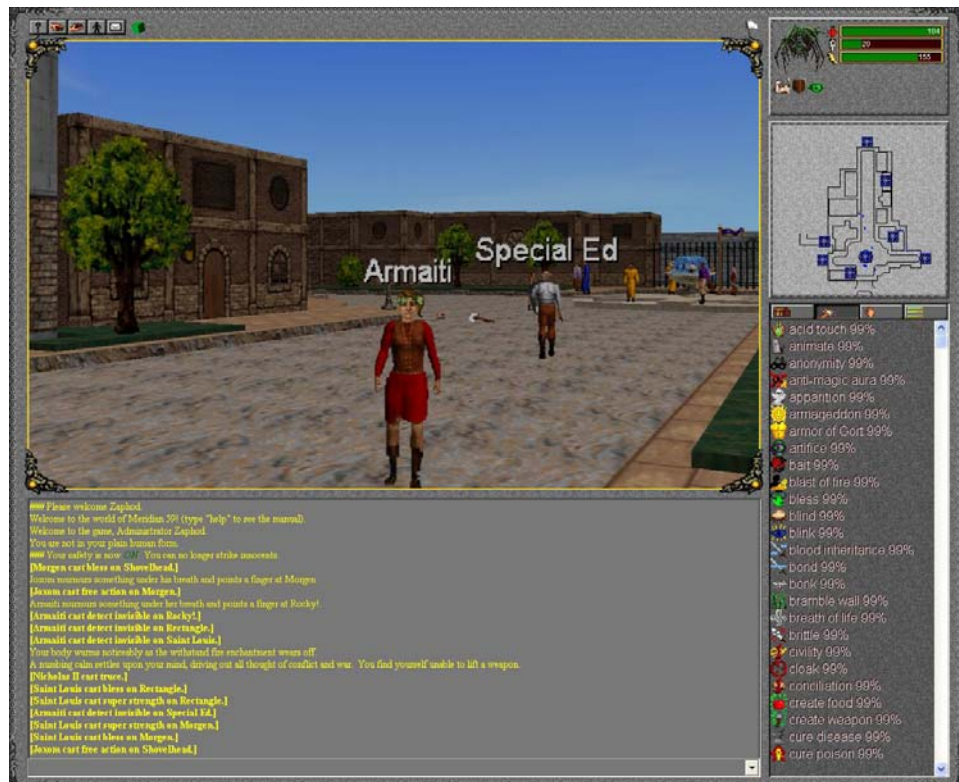 104
20
155
Armaiti
Special Ed
acid touch 99%
animate 99%
anonymity 99%
anti-magic aura 99%
apparition 99%
armageddon 99%
armor of Gort 99%
artifice 99%
bait 99%
blast of fire 99%
bless 99%
blind 99%
blink 99%
blood inheritance 99%
bond 99%
bonk 99%
bramble wall 99%
breath of life 99%
brittle 99%
civility 99%
cloak 99%
conciliation 99%
create food 99%
create weapon 99%
cure disease 99%
cure poison 99%
### Please welcome Zaphod.
Welcome to the world of Meridian 59! (type "help" to see the manual).
Welcome to the game, Administrator Zaphod.
You are not in your plain human form.
### Your safety is now ON. You can no longer strike innocents.
[Morgen cast bless on Shovelhead.]
Joxom murmurs something under his breath and points a finger at Morgen.
[Joxom cast free action on Morgen.]
Armaiti murmurs something under her breath and points a finger at Rocky!.
[Armaiti cast detect invisible on Rocky!.]
[Armaiti cast detect invisible on Rectangle.]
[Armaiti cast detect invisible on Saint Louis.]
Your body warms noticeably as the withstand fire enchantment wears off.
A numbing calm settles upon your mind, driving out all thought of conflict and war. You find yourself unable to lift a weapon.
[Nicholas II cast truce.]
[Saint Louis cast bless on Rectangle.]
[Saint Louis cast super strength on Rectangle.]
[Armaiti cast detect invisible on Special Ed.]
[Saint Louis cast super strength on Morgen.]
[Saint Louis cast bless on Morgen.]
[Joxom cast free action on Shovelhead.]